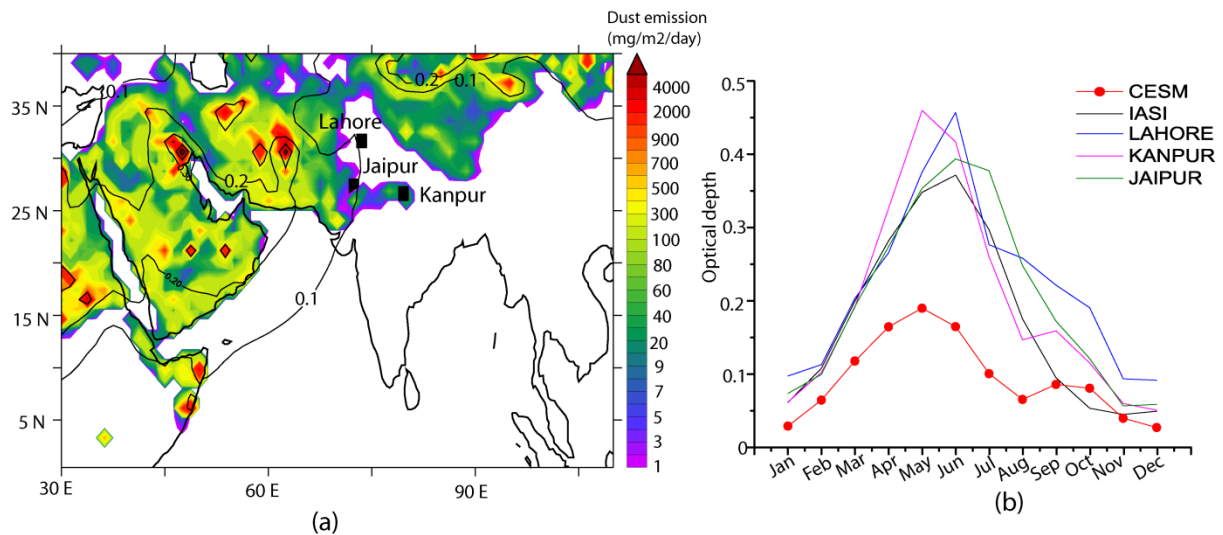 Dust emission
(mg/m2/day)
4000
2000
900
700
500
300
100
80
60
40
20
9
7
5
3
1
35 N
25 N
15 N
5 N
30 E
60 E
90 E
0.1
0.2
0.1
0.2
0.20
0.1
Lahore
Jaipur
Kanpur
(a)
CESM
IASI
LAHORE
KANPUR
JAIPUR
Optical depth
0.5
0.4
0.3
0.2
0.1
0
Jan
Feb
Mar
Apr
May
Jun
Jul
Aug
Sep
Oct
Nov
Dec
(b)